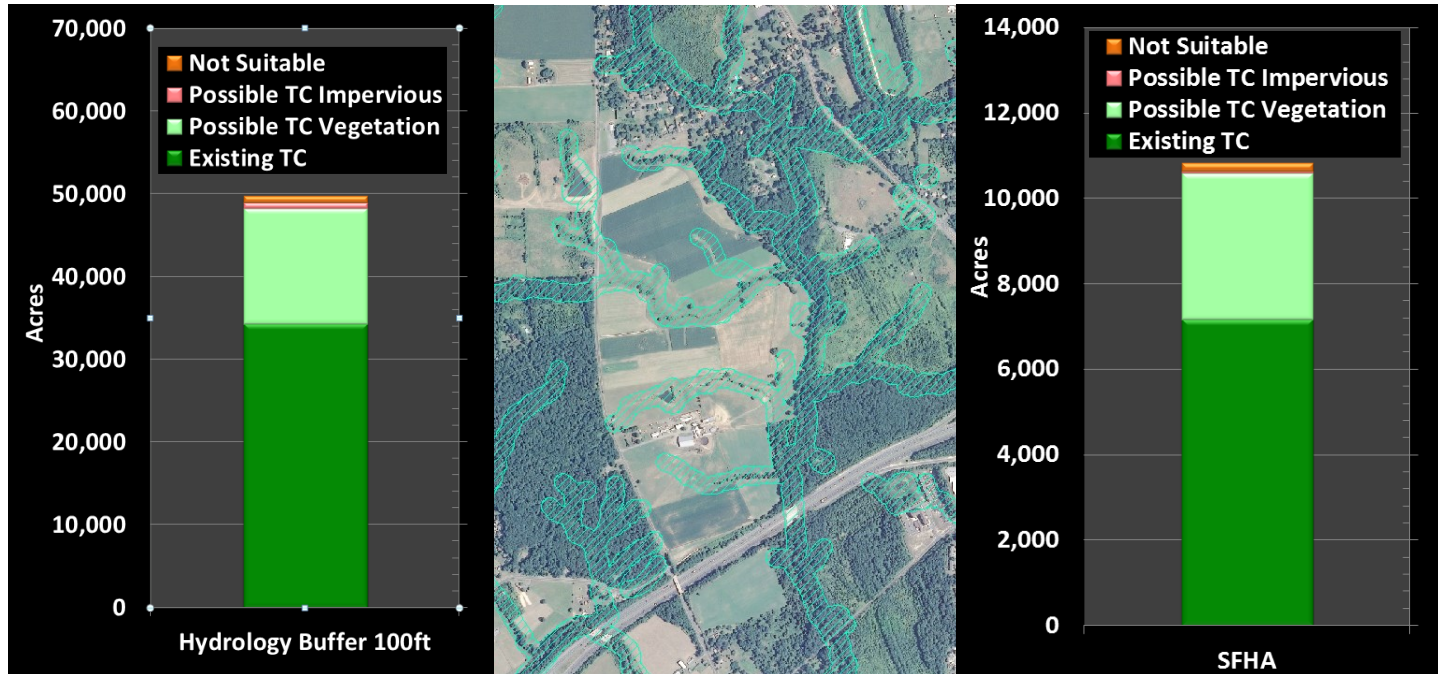 70,000
60,000
50,000
40,000
30,000
20,000
10,000
0
Acres
Not Suitable
Possible TC Impervious
Possible TC Vegetation
Existing TC
Hydrology Buffer 100ft
14,000
12,000
10,000
8,000
6,000
4,000
2,000
0
Acres
Not Suitable
Possible TC Impervious
Possible TC Vegetation
Existing TC
SFHA